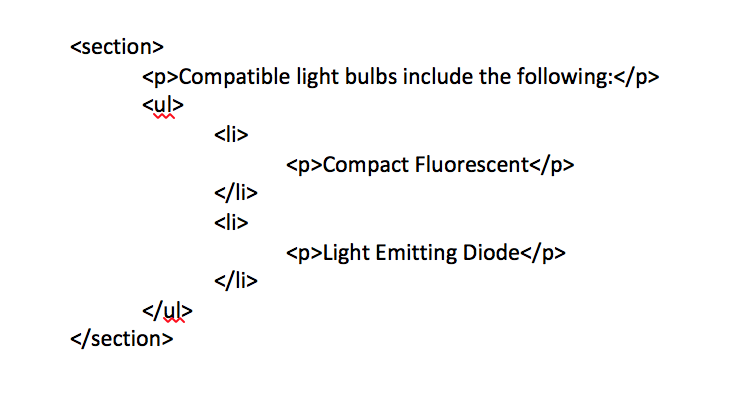 <section>
<p>Compatible light bulbs include the following:</p>
<ul>
<li>
<p>Compact Fluorescent</p>
</li>
<li>
<p>Light Emitting Diode</p>
</li>
</ul>
</section>